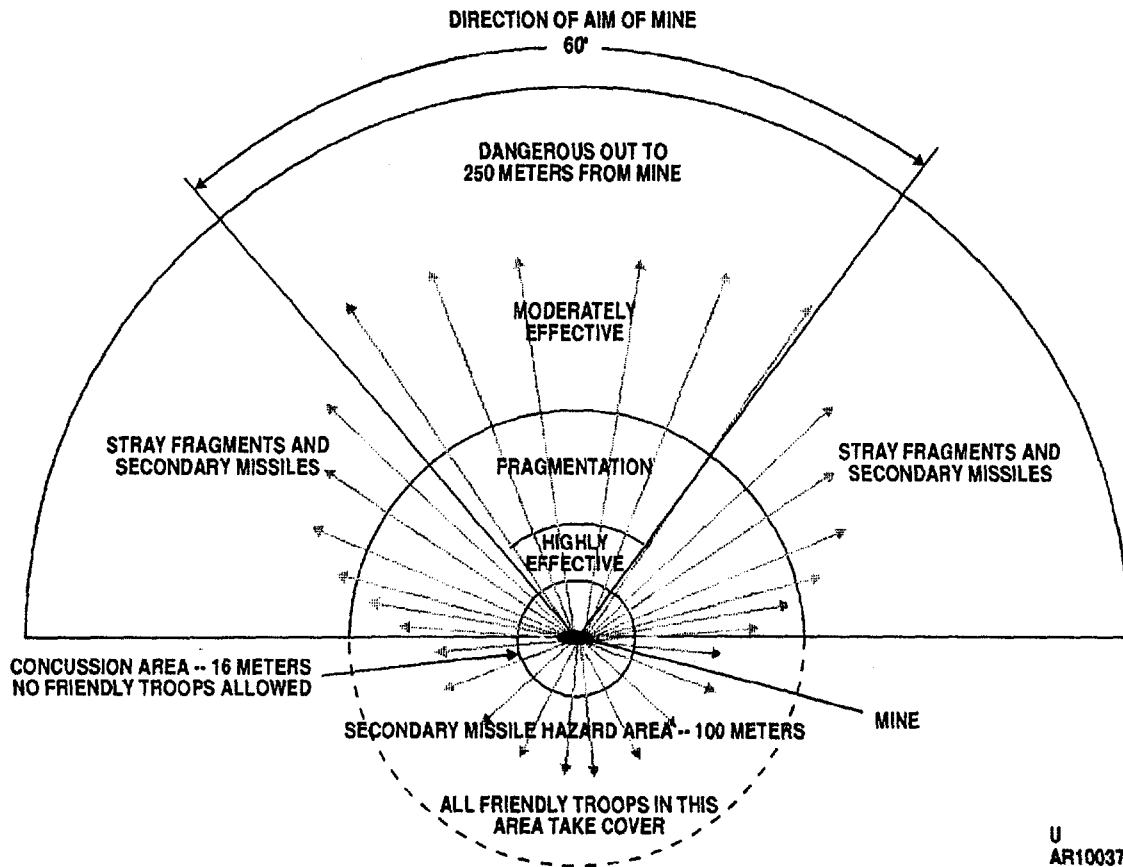 DIRECTION OF AIM OF MINE
60°
DANGEROUS OUT TO
250 METERS FROM MINE
MODERATELY
EFFECTIVE
STRAY FRAGMENTS AND
SECONDARY MISSILES
PRAGMENTATION
STRAY FRAGMENTS AND
SECONDARY MISSILES
HIGHLY
EFFECTIVE
CONCUSSION AREA -- 16 METERS
NO FRIENDLY TROOPS ALLOWED
MINE
SECONDARY MISSILE HAZARD AREA -- 100 METERS
ALL FRIENDLY TROOPS IN THIS
AREA TAKE COVER
U
AR10037